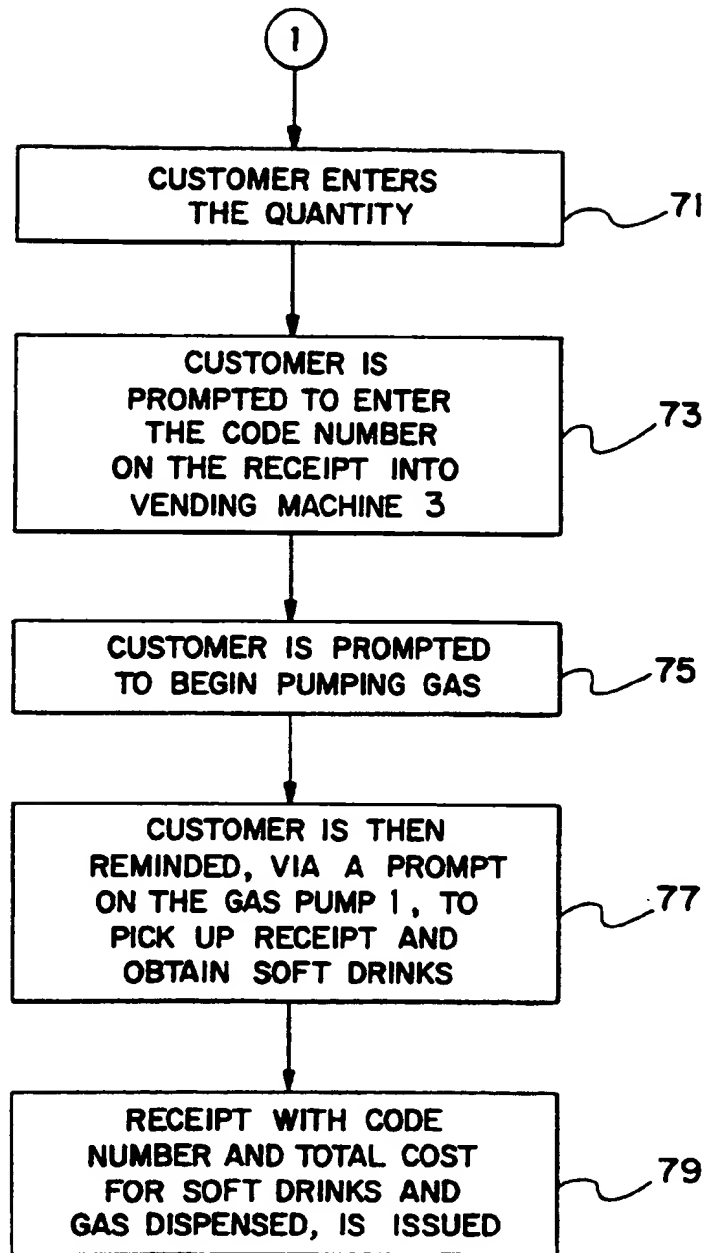 1
CUSTOMER ENTERS
THE QUANTITY
71
CUSTOMER IS
PROMPTED TO ENTER
THE CODE NUMBER
ON THE RECEIPT INTO
VENDING MACHINE 3
73
CUSTOMER IS PROMPTED
TO BEGIN PUMPING GAS
75
CUSTOMER IS THEN
REMINDED, VIA A PROMPT
ON THE GAS PUMP 1, TO
PICK UP RECEIPT AND
OBTAIN SOFT DRINKS
77
RECEIPT WITH CODE
NUMBER AND TOTAL COST
FOR SOFT DRINKS AND
GAS DISPENSED, IS ISSUED
79